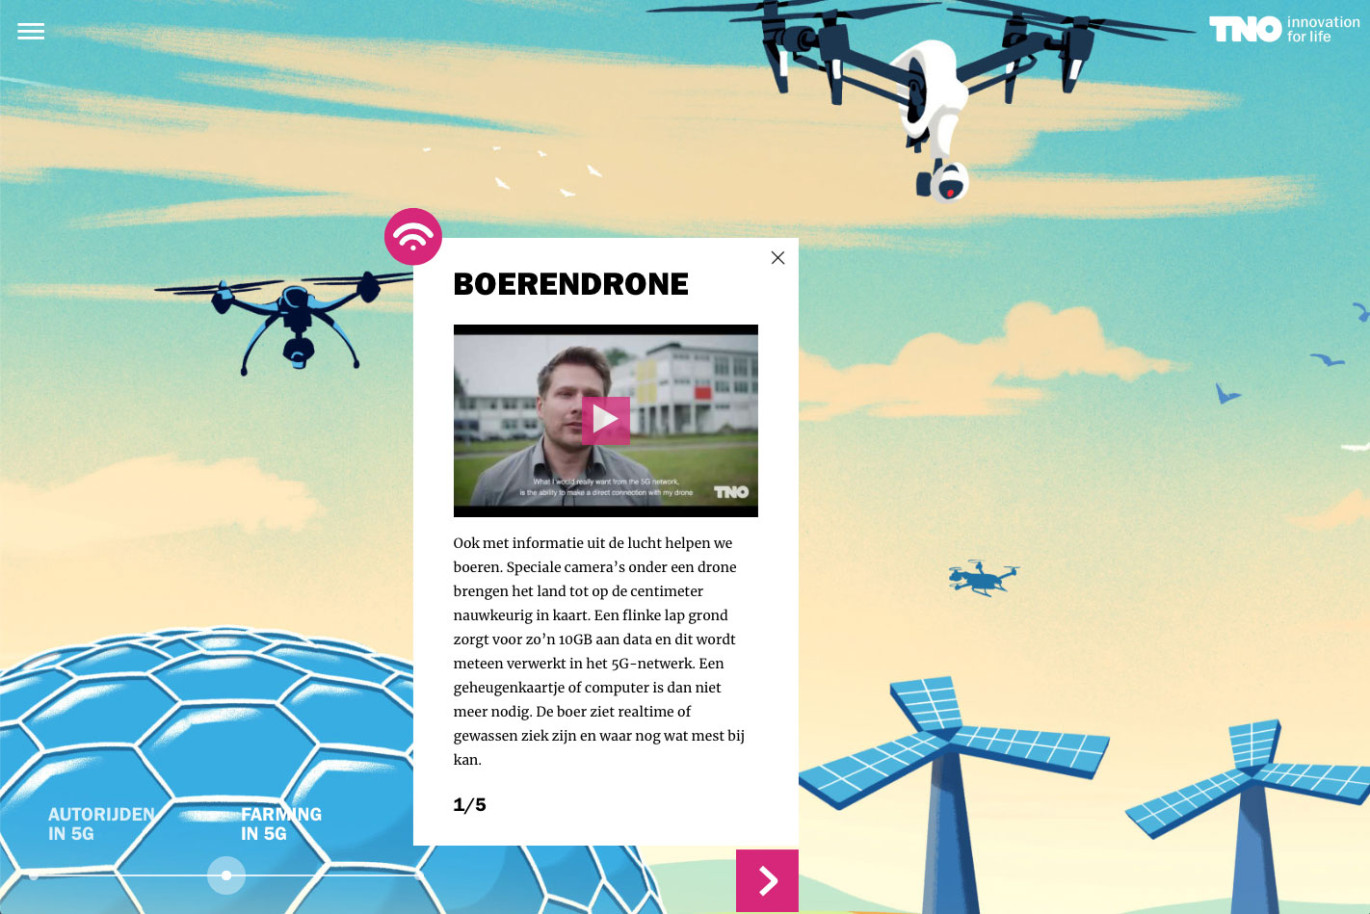 TNO innovation
for life
BOERENDRONE
What I would really want from the 5G network,
is the ability to make a direct connection with my drone
TNO
Ook met informatie uit de lucht helpen we
boeren. Speciale camera’s onder een drone
brengen het land tot op de centimeter
nauwkeurig in kaart. Een flinke lap grond
zorgt voor zo’n 10GB aan data en dit wordt
meteen verwerkt in het 5G-netwerk. Een
geheugenkaartje of computer is dan niet
meer nodig. De boer ziet realtime of
gewassen ziek zijn en waar nog wat mest bij
kan.
1/5
AUTORIJDEN
IN 5G
FARMING
IN 5G